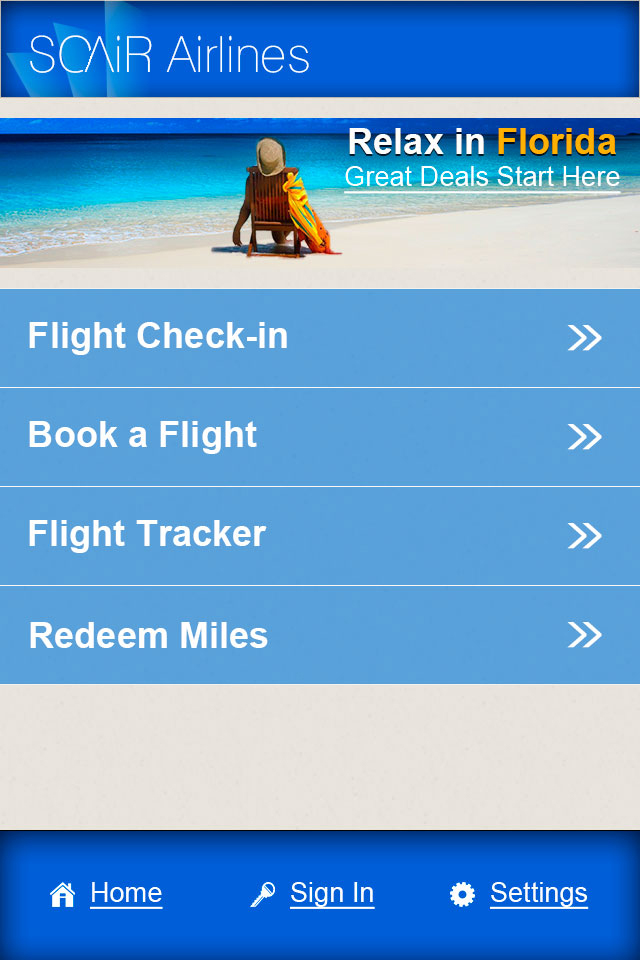 SOAiR Airlines
Relax in Florida
Great Deals Start Here
Flight Check-in
Book a Flight
Flight Tracker
Redeem Miles
Home
Sign In
Settings